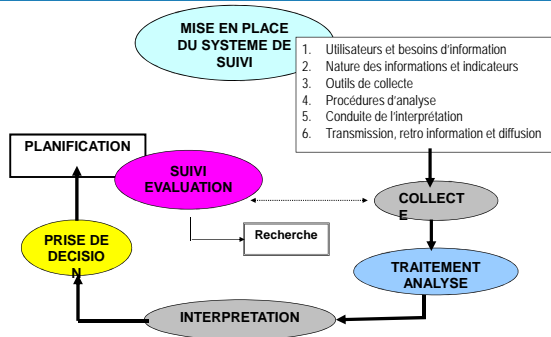 MISE EN PLACE
DU SYSTEME DE
SUIVI
1. Utilisateurs et besoins d'information
2. Nature des informations et indicateurs
3. Outils de collecte
4. Procédures d'analyse
5. Conduite de l'interprétation
6. Transmission, retro information et diffusion
PLANIFICATION
SUIVI
EVALUATION
COLLECT
E
Recherche
PRISE DE
DECISIO
N
TRAITEMENT
ANALYSE
INTERPRETATION